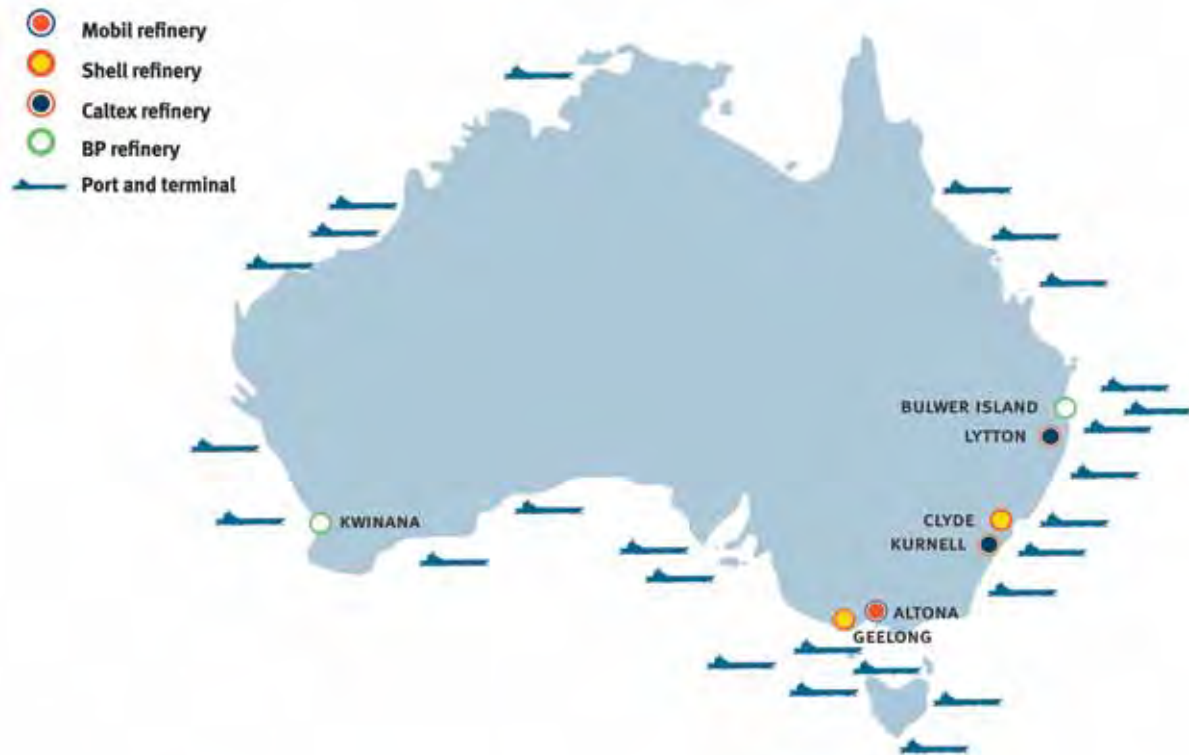 Mobil refinery
Shell refinery
Caltex refinery
BP refinery
Port and terminal
BULWER ISLAND
LYTTON
KWINANA
CLYDE
KURNELL
ALTONA
GEELONG